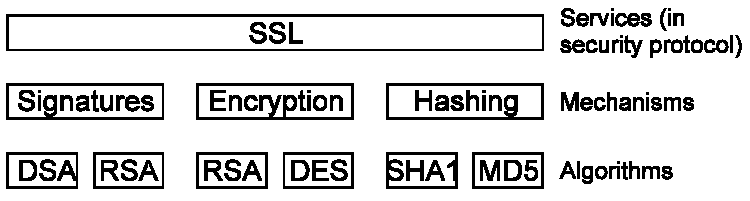 SSL
Services (in
security protocol)
Signatures Encryption Hashing Mechanisms
DSA RSA RSA DES SHA1 MD5 Algorithms